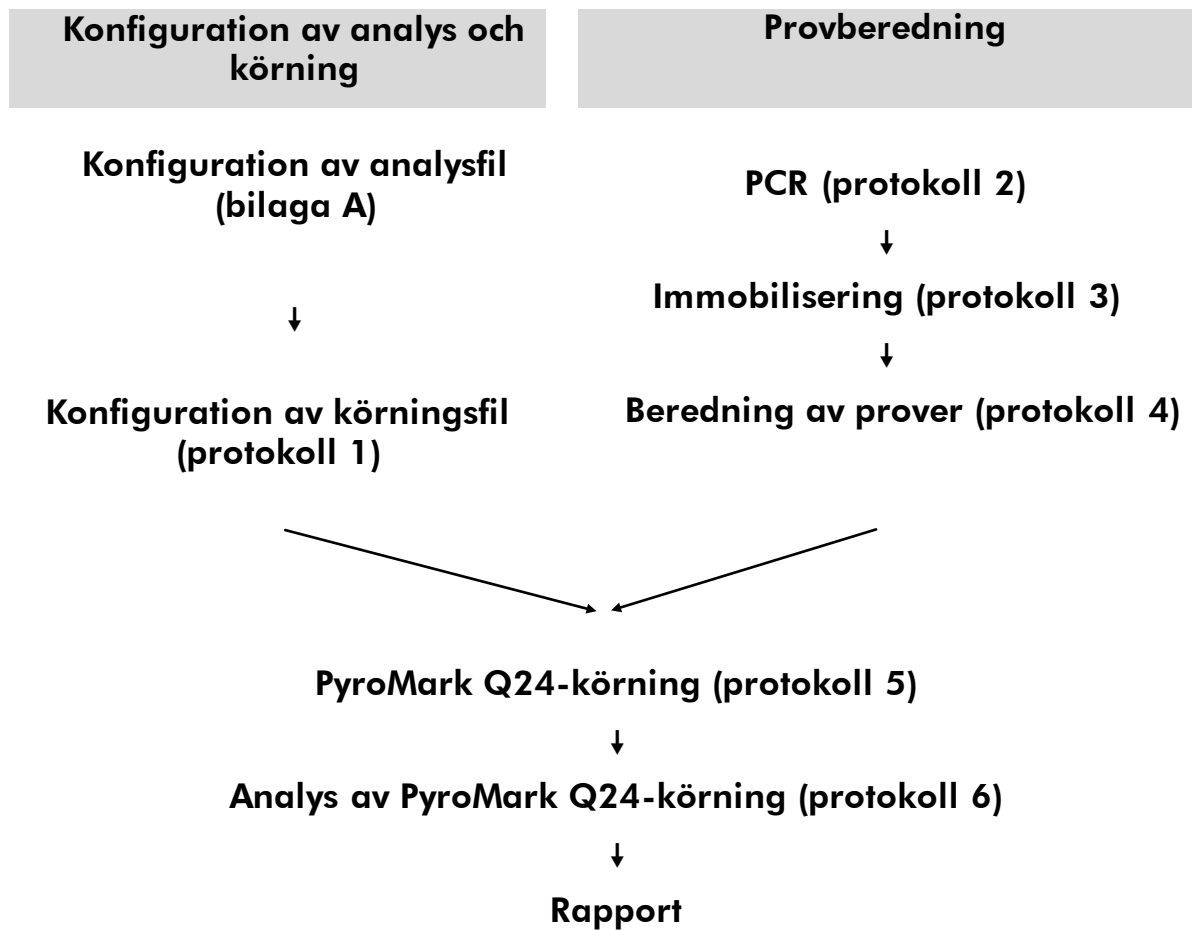 Konfiguration av analys och
körning
Provberedning
Konfiguration av analysfil
(bilaga A)
Konfiguration av körningsfil
(protokoll 1)
PCR (protokoll 2)
Immobilisering (protokoll 3)
Beredning av prover (protokoll 4)
PyroMark Q24-körning (protokoll 5)
Analys av PyroMark Q24-körning (protokoll 6)
Rapport